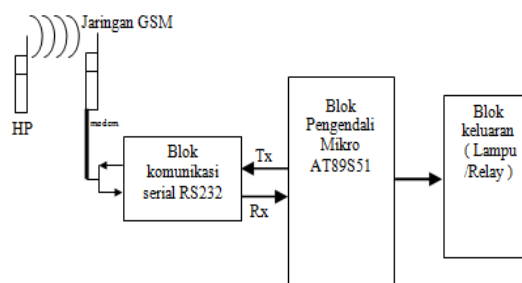 Jaringan GSM
HP
modem
Blok
komunikasi
serial RS232
Tx
Rx
Blok
Pengendali
Mikro
AT89S51
Blok
keluaran
( Lampu
/Relay )